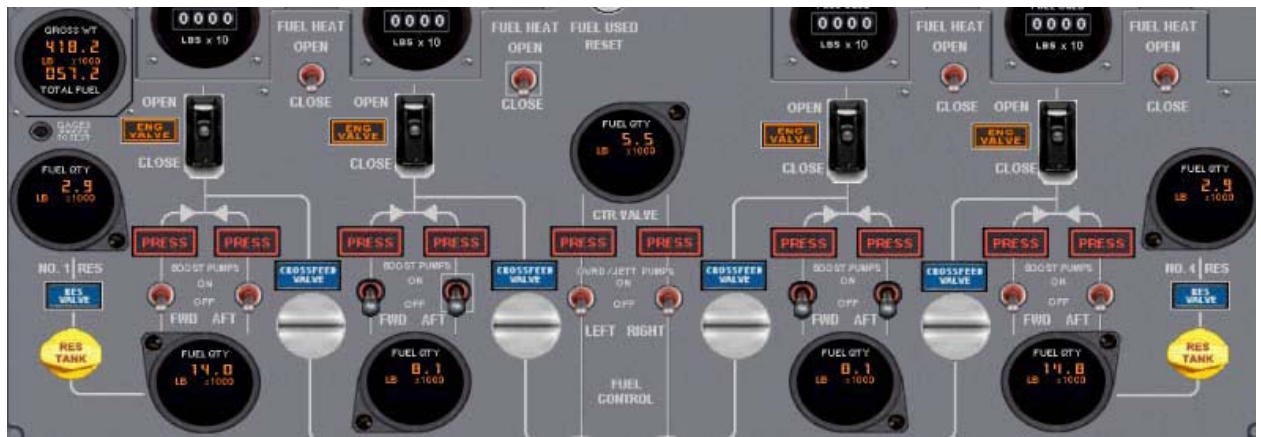 GROSS WT
418.2
LB x1000
057.2
TOTAL FUEL
0000
LBS x 10
FUEL HEAT
OPEN
CLOSE
0000
LBS x 10
FUEL HEAT
OPEN
CLOSE
FUEL USED
RESET
0000
LBS x 10
FUEL HEAT
OPEN
CLOSE
0000
LBS x 10
FUEL HEAT
OPEN
CLOSE
GAGES
OPEN
ENG
VALVE
CLOSE
OPEN
ENG
VALVE
CLOSE
OPEN
ENG
VALVE
CLOSE
OPEN
ENG
VALVE
CLOSE
FUEL QTY
2.9
LB x1000
FUEL QTY
5.5
LB x1000
FUEL QTY
2.9
LB x1000
CTR VALVE
PRESS
PRESS
PRESS
PRESS
PRESS
PRESS
PRESS
PRESS
PRESS
PRESS
NO. 1 RES
RES
VALVE
RES
TANK
BOOST PUMPS
ON
OFF
FWD AFT
CROSSFEED
VALVE
BOOST PUMPS
ON
OFF
FWD AFT
CROSSFEED
VALVE
OVRD/JETT PUMPS
ON
OFF
LEFT RIGHT
CROSSFEED
VALVE
BOOST PUMPS
ON
OFF
FWD AFT
CROSSFEED
VALVE
BOOST PUMPS
ON
OFF
FWD AFT
NO. 4 RES
RES
VALVE
RES
TANK
FUEL QTY
14.0
LB x1000
FUEL QTY
8.1
LB x1000
FUEL
CONTROL
FUEL QTY
8.1
LB x1000
FUEL QTY
14.8
LB x1000